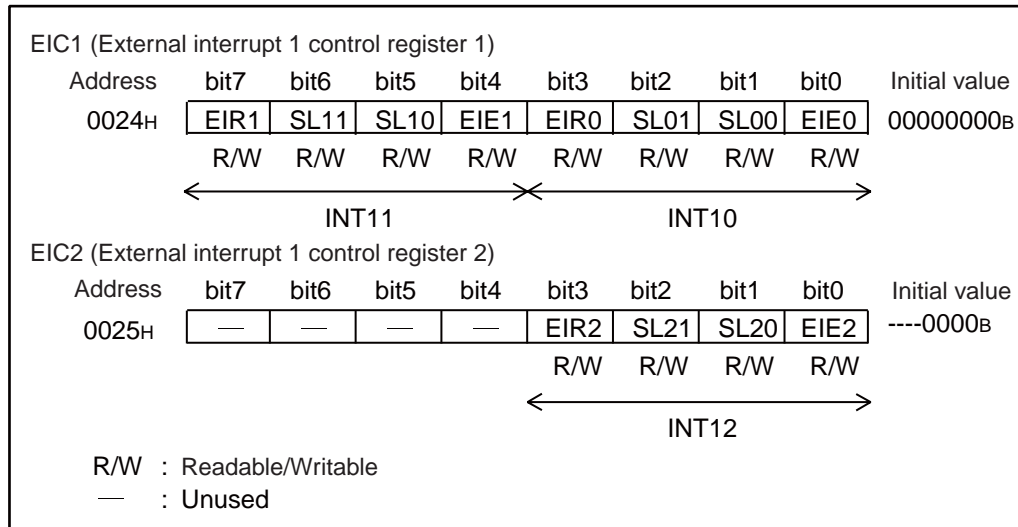 EIC1 (External interrupt 1 control register 1)
Address bit7 bit6 bit5 bit4 bit3 bit2 bit1 bit0 Initial value
0024H EIR1 SL11 SL10 EIE1 EIR0 SL01 SL00 EIE0 00000000B
R/W R/W R/W R/W R/W R/W R/W R/W
INT11 INT10
EIC2 (External interrupt 1 control register 2)
Address bit7 bit6 bit5 bit4 bit3 bit2 bit1 bit0 Initial value
0025H — — — — EIR2 SL21 SL20 EIE2 ----0000B
R/W R/W R/W R/W
INT12
R/W : Readable/Writable
— : Unused